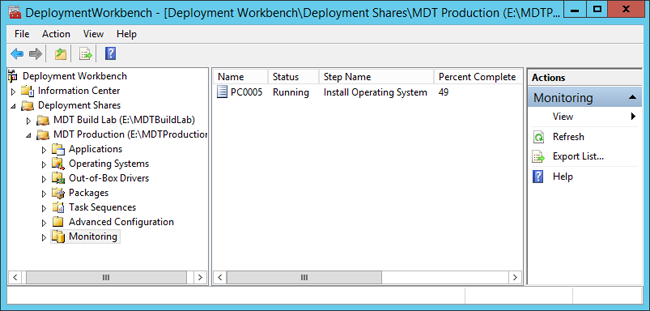 DeploymentWorkbench - [Deployment Workbench\Deployment Shares\MDT Production (E:\MDTP...
File Action View Help
Deployment Workbench
Information Center
Deployment Shares
MDT Build Lab (E:\MDTBuildLab)
MDT Production (E:\MDTProduction
Applications
Operating Systems
Out-of-Box Drivers
Packages
Task Sequences
Advanced Configuration
Monitoring
Name Status Step Name Percent Complete
PC0005 Running Install Operating System 49
Actions
Monitoring
View
Refresh
Export List...
Help